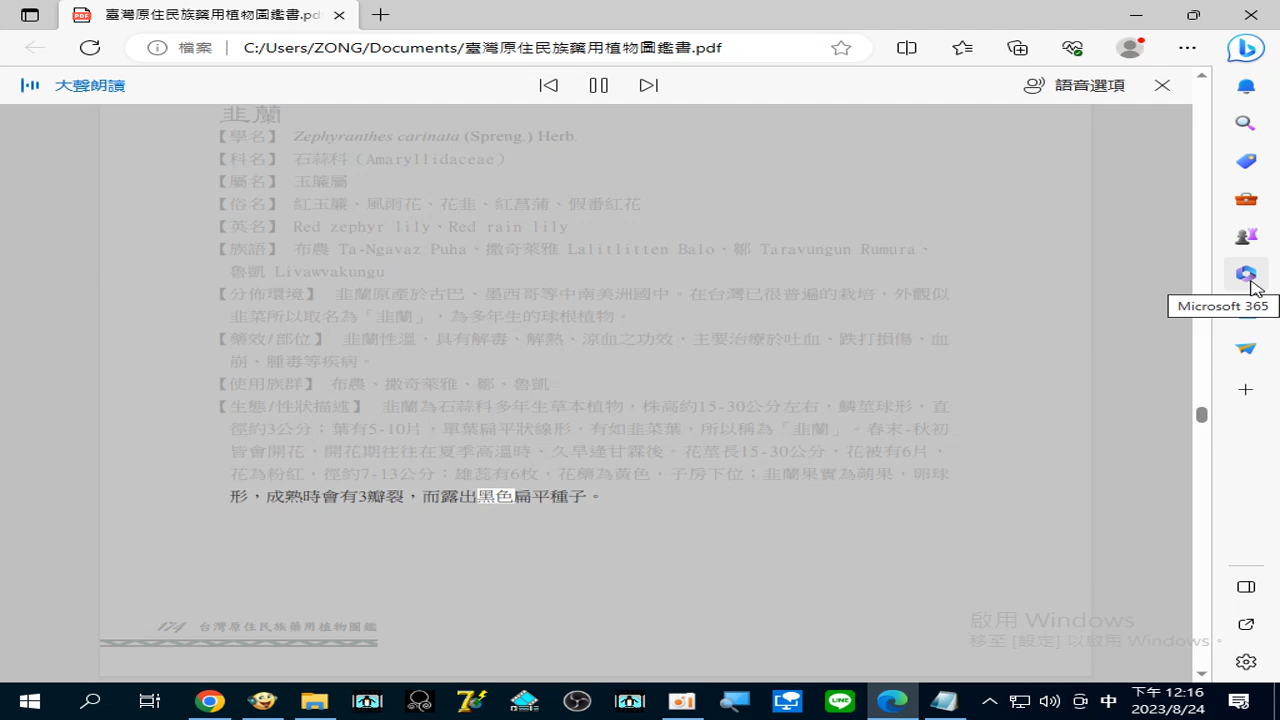 臺灣原住民族藥用植物圖鑑書.pdf
檔案
C:/Users/ZONG/Documents/臺灣原住民族藥用植物圖鑑書.pdf
大聲朗讀
語音選項
韭蘭
【學名】 Zephyranthes carinata (Spreng.) Herb.
【科名】 石蒜科（Amaryllidaceae）
【屬名】 玉簾屬
【俗名】 紅玉簾、風雨花、花韭、紅菖蒲、假番紅花
【英名】 Red zephyr lily、Red rain lily
【族語】 布農 Ta-Ngavaz Puha、撒奇萊雅 Lalitlitten Balo、鄒 Taravungun Rumura、
魯凱 Livawvakungu
【分佈環境】 韭蘭原產於古巴、墨西哥等中南美洲國中。在台灣已很普遍的栽培，外觀似
韭菜所以取名為「韭蘭」，為多年生的球根植物。
【藥效/部位】 韭蘭性溫，具有解毒、解熱、涼血之功效，主要治療於吐血、跌打損傷、血
崩、腫毒等疾病。
【使用族群】 布農、撒奇萊雅、鄒、魯凱
【生態/性狀描述】 韭蘭為石蒜科多年生草本植物，株高約15-30公分左右，鱗莖球形，直
徑約3公分；葉有5-10片，單葉扁平狀線形，有如韭菜葉，所以稱為「韭蘭」。春末-秋初
皆會開花，開花期往往在夏季高溫時、久旱逢甘霖後。花莖長15-30公分，花被有6片，
花為粉紅，徑約7-13公分；雄蕊有6枚，花藥為黃色，子房下位；韭蘭果實為蒴果，卵球
形，成熟時會有3瓣裂，而露出黑色扁平種子。
174 台灣原住民族藥用植物圖鑑
Microsoft 365
啟用 Windows
移至 [設定] 以啟用 Windows。
中
下午 12:16
2023/8/24